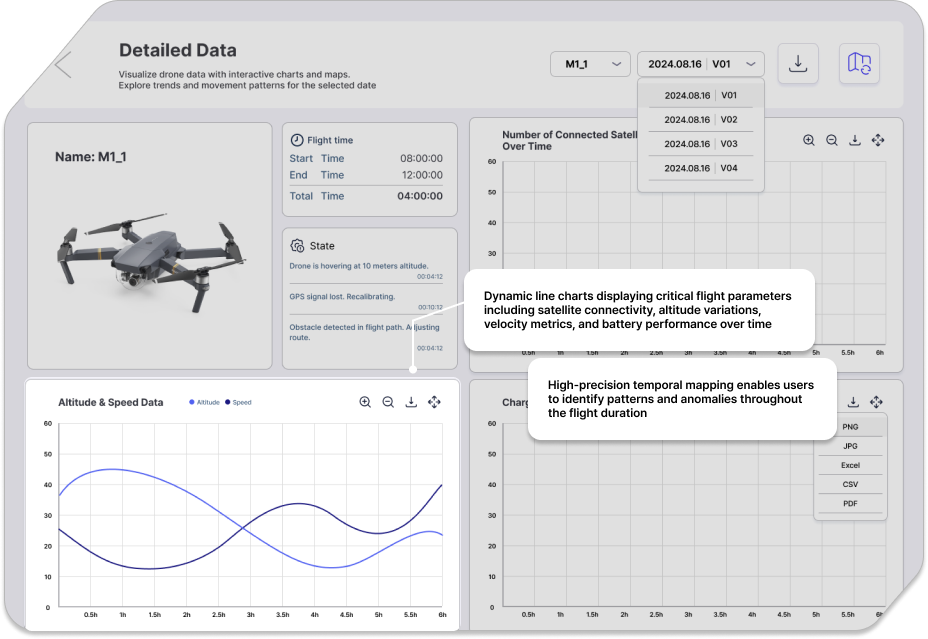 Detailed Data
Visualize drone data with interactive charts and maps.
Explore trends and movement patterns for the selected date
M1_1
2024.08.16 | V01
2024.08.16 | V01
2024.08.16 | V02
2024.08.16 | V03
2024.08.16 | V04
Name: M1_1
Flight time
Start Time 08:00:00
End Time 12:00:00
Total Time 04:00:00
State
Drone is hovering at 10 meters altitude.
00:04:12
GPS signal lost. Recalibrating.
00:10:12
Obstacle detected in flight path. Adjusting
route.
00:04:12
Number of Connected
Over Time
60
50
40
30
0.5h 1h 1.5h 2h 2.5h 3h 3.5h 4h 4.5h 5h 5.5h 6h
Dynamic line charts displaying critical flight parameters
including satellite connectivity, altitude variations,
velocity metrics, and battery performance over time
High-precision temporal mapping enables users
to identify patterns and anomalies throughout
the flight duration
Altitude & Speed Data
Altitude Speed
60
50
40
30
20
10
0
0.5h 1h 1.5h 2h 2.5h 3h 3.5h 4h 4.5h 5h 5.5h 6h
60
50
40
30
20
10
0
0.5h 1h 1.5h 2h 2.5h 3h 3.5h 4h 4.5h 5h 5.5h 6h
PNG
JPG
Excel
CSV
PDF